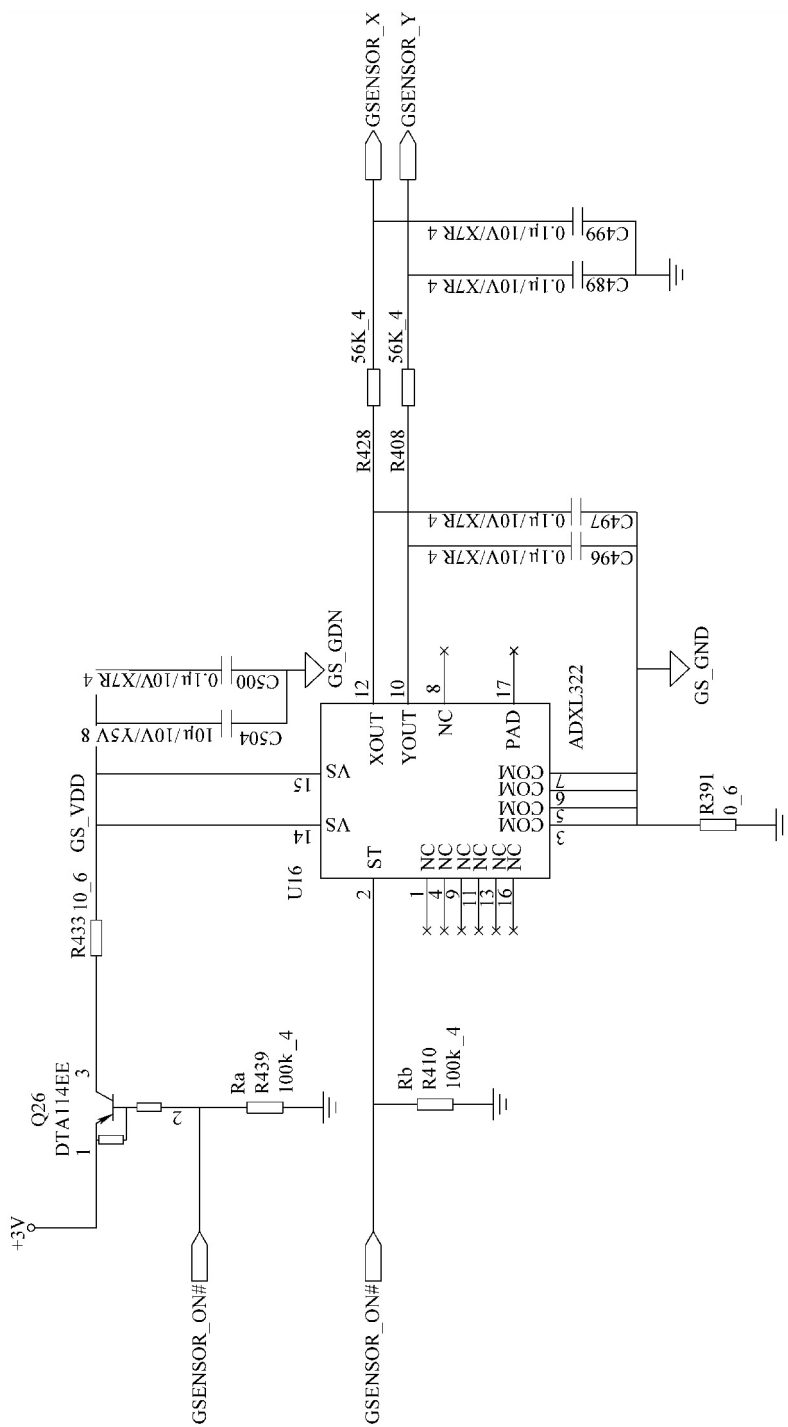 +3V
Q26
DTA114EE
1
3
2
R433 10_6
GS_VDD
10μ/10V/Y5V 8
C504
0.1μ/10V/X7R 4
C500
GS_GDN
GSENSOR_ON#
Ra
R439
100k_4
GSENSOR_ON#
Rb
R410
100k_4
U16
14
VS
15
VS
2
ST
12
XOUT
10
YOUT
8
NC
17
PAD
ADXL322
1
NC
4
NC
9
NC
11
NC
13
NC
16
NC
3
COM
5
COM
6
COM
7
COM
R391
0_6
GS_GND
0.1μ/10V/X7R 4
C496
0.1μ/10V/X7R 4
C497
R428
56K_4
R408
56K_4
0.1μ/10V/X7R 4
C489
0.1μ/10V/X7R 4
C499
GSENSOR_X
GSENSOR_Y